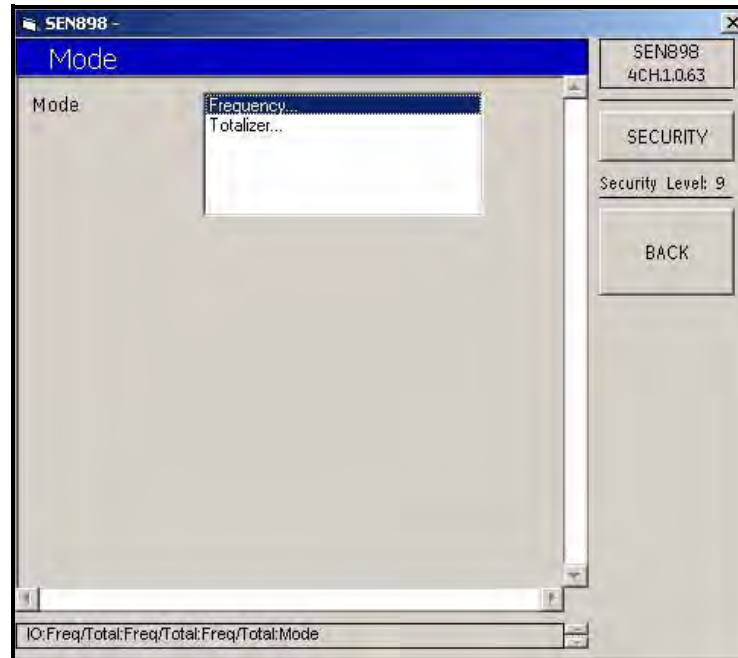 SEN898 -
Mode
Mode
Frequency...
Totalizer...
SEN898
4CH.1.0.63
SECURITY
Security Level: 9
BACK
IO:Freq/Total:Freq/Total:Freq/Total:Mode